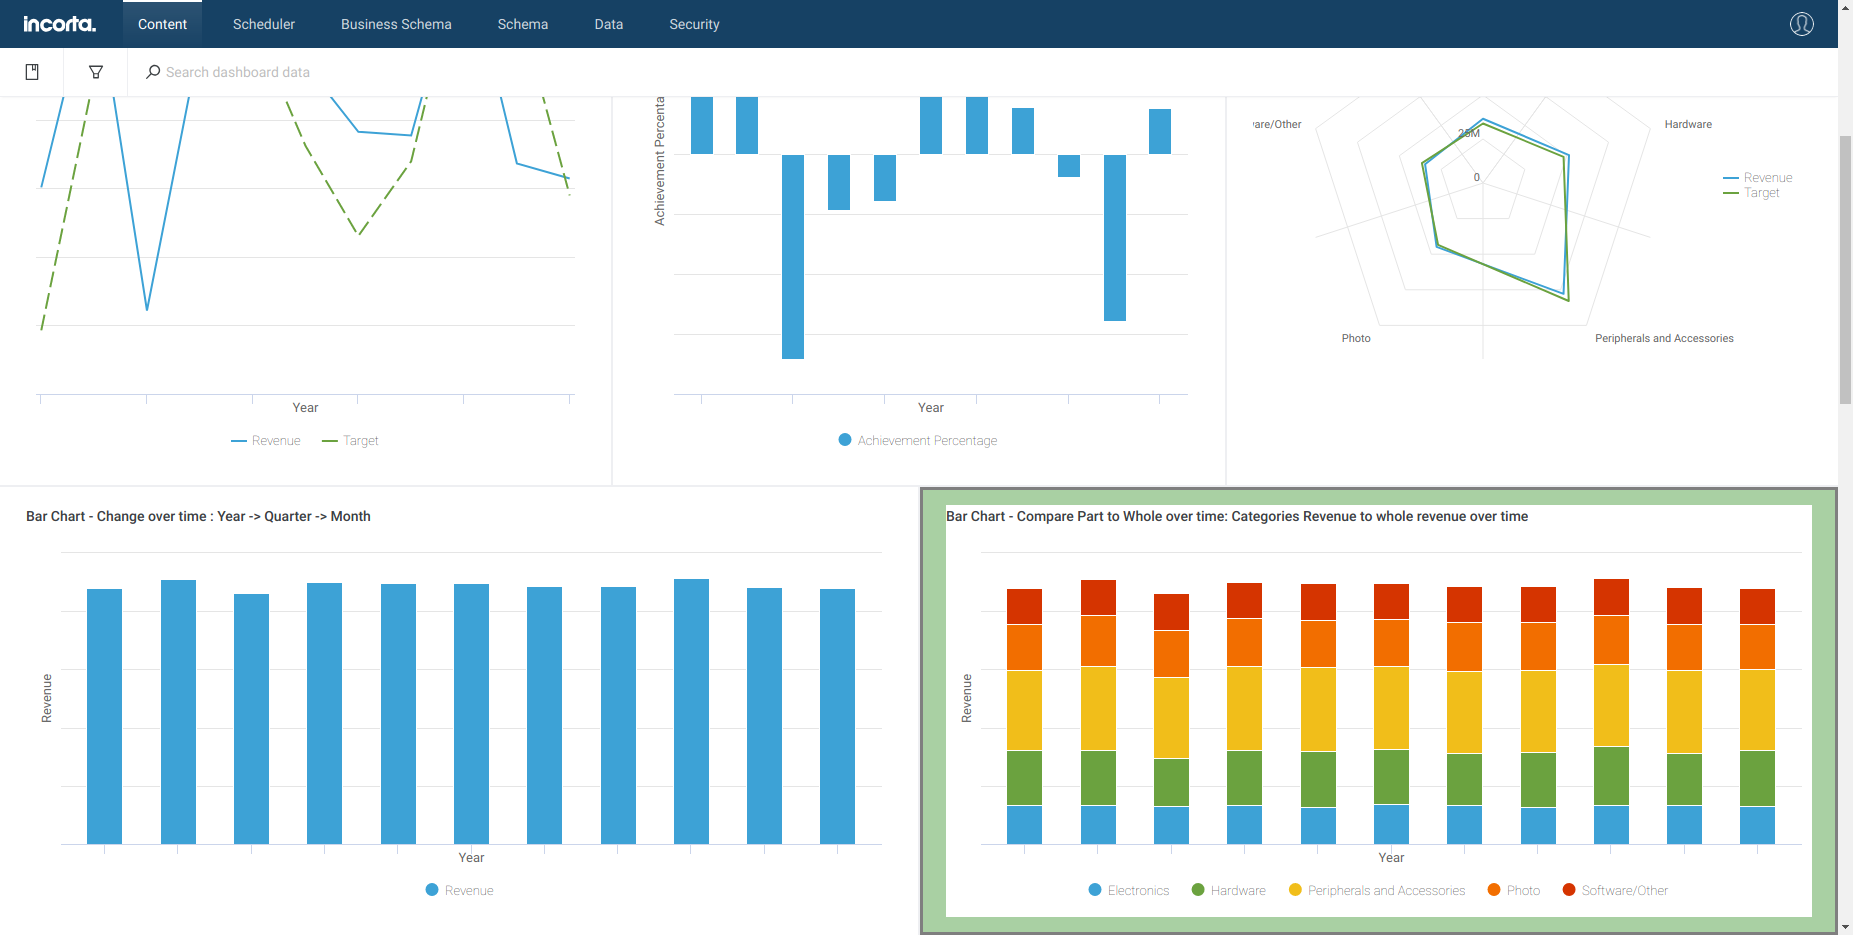 incorta.
Content
Scheduler
Business Schema
Schema
Data
Security
Search dashboard data
Year
Revenue
Target
Achievement Percenta
Year
Achievement Percentage
vare/Other
Hardware
25M
0
Photo
Peripherals and Accessories
Revenue
Target
Bar Chart - Change over time : Year -> Quarter -> Month
Revenue
Year
Revenue
Bar Chart - Compare Part to Whole over time: Categories Revenue to whole revenue over time
Revenue
Year
Electronics
Hardware
Peripherals and Accessories
Photo
Software/Other